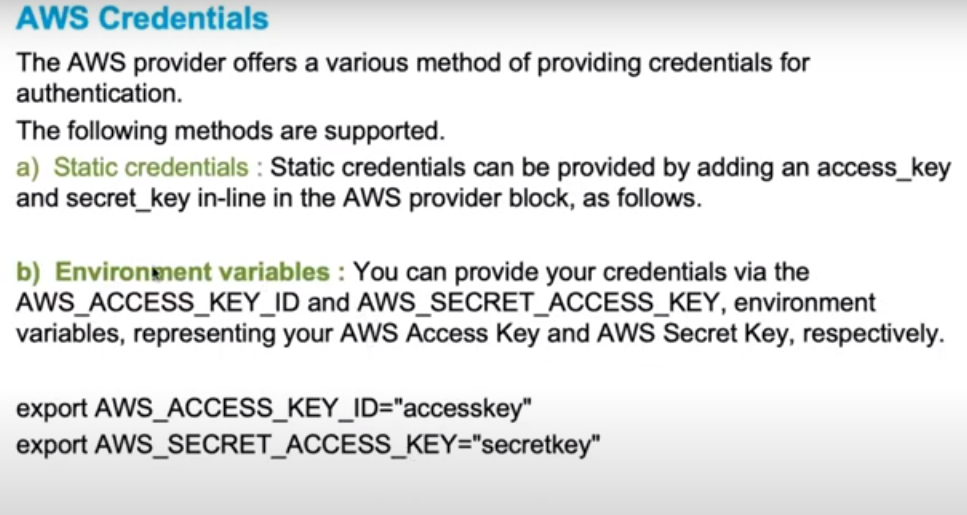 AWS Credentials
The AWS provider offers a various method of providing credentials for
authentication.
The following methods are supported.
a) Static credentials : Static credentials can be provided by adding an access_key
and secret_key in-line in the AWS provider block, as follows.
b) Environment variables : You can provide your credentials via the
AWS_ACCESS_KEY_ID and AWS_SECRET_ACCESS_KEY, environment
variables, representing your AWS Access Key and AWS Secret Key, respectively.
export AWS_ACCESS_KEY_ID="accesskey"
export AWS_SECRET_ACCESS_KEY="secretkey"